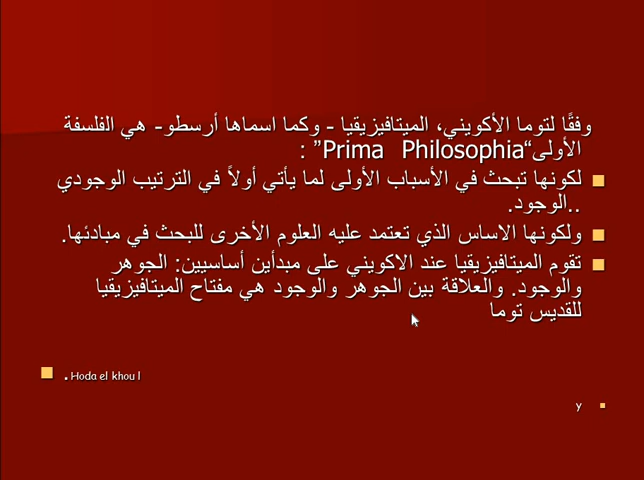 وفقًا لتوما الأكويني، الميتافيزيقيا - وكما اسماها أرسطو- هي الفلسفة
الأولى“Prima Philosophia” :
لكونها تبحث في الأسباب الأولى لما يأتي أولاً في الترتيب الوجودي
..الوجود.
ولكونها الاساس الذي تعتمد عليه العلوم الأخرى للبحث في مبادئها.
تقوم الميتافيزيقيا عند الاكويني على مبدأين أساسيين: الجوهر
والوجود. والعلاقة بين الجوهر والوجود هي مفتاح الميتافيزيقيا
للقديس توما
. Hoda el khou l
y